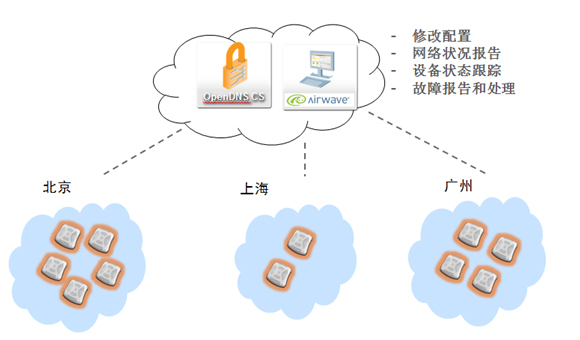 - 修改配置
- 网络状况报告
- 设备状态跟踪
- 故障报告和处理
OpenDNS CS
AirWAVE
北京
上海
广州